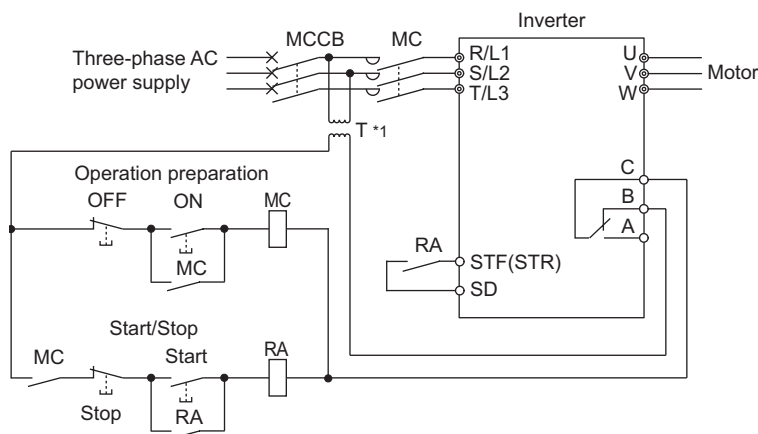 Inverter
MCCB
MC
Three-phase AC
power supply
R/L1
S/L2
T/L3
U
V
W
Motor
T *1
Operation preparation
OFF
ON
MC
MC
C
B
A
RA
STF(STR)
SD
Start/Stop
MC
Start
RA
Stop
RA